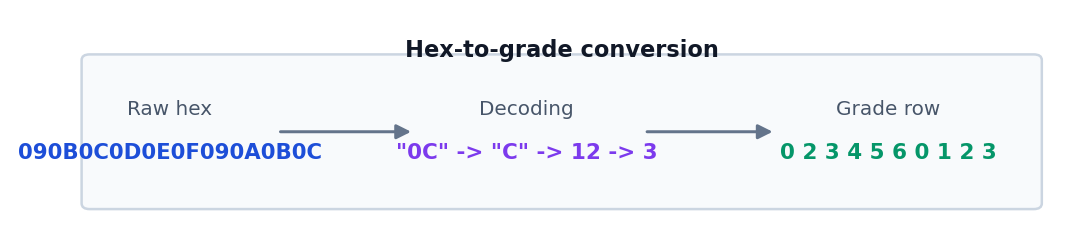 Hex-to-grade conversion
Raw hex
Decoding
Grade row
090B0C0D0E0F090A0B0C
"0C" -> "C" -> 12 -> 3
0 2 3 4 5 6 0 1 2 3